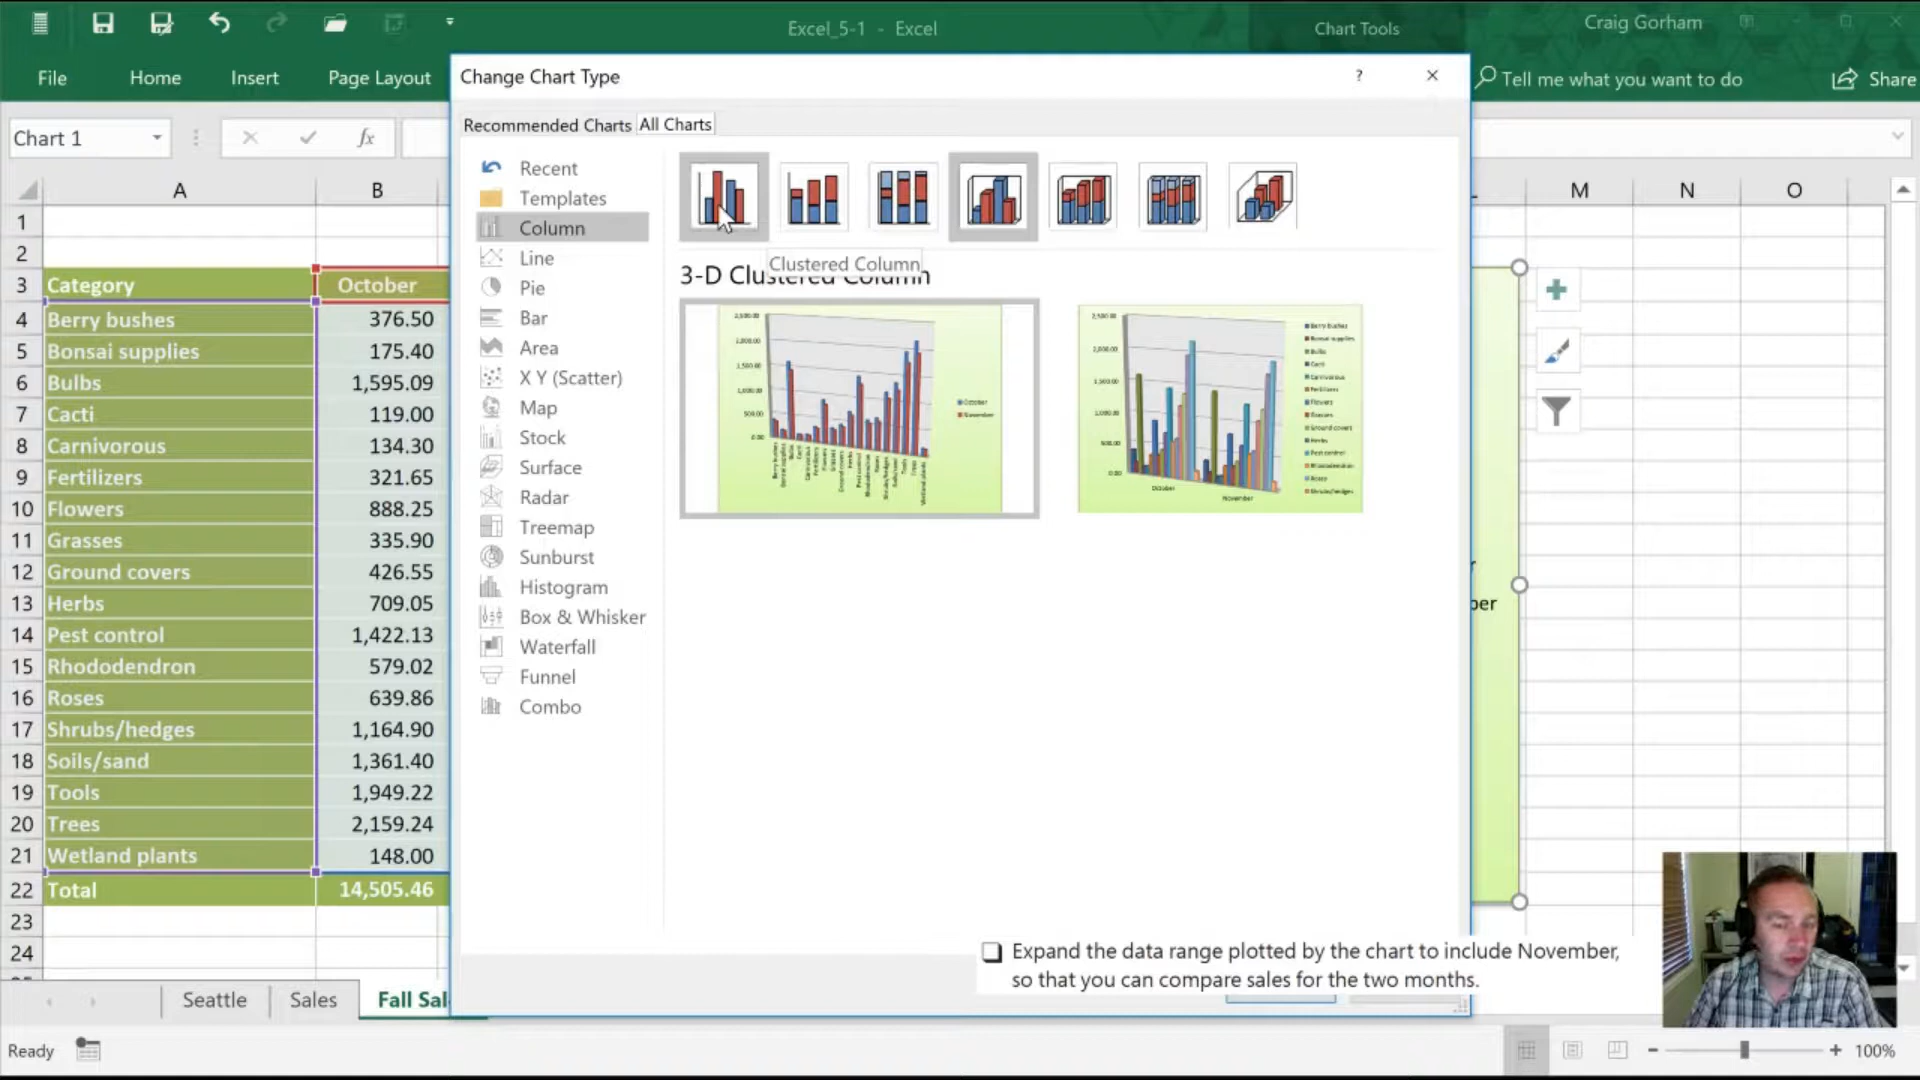 Excel_5-1 - Excel
Chart Tools
Craig Gorham
File
Home
Insert
Page Layout
Tell me what you want to do
Share
Change Chart Type
?
Recommended Charts
All Charts
Chart 1
fx
Recent
Templates
Column
Line
Pie
Bar
Area
X Y (Scatter)
Map
Stock
Surface
Radar
Treemap
Sunburst
Histogram
Box & Whisker
Waterfall
Funnel
Combo
Clustered Column
3-D Clustered Column
A
B
M
N
O
1
2
3 Category October
4 Berry bushes 376.50
5 Bonsai supplies 175.40
6 Bulbs 1,595.09
7 Cacti 119.00
8 Carnivorous 134.30
9 Fertilizers 321.65
10 Flowers 888.25
11 Grasses 335.90
12 Ground covers 426.55
13 Herbs 709.05
14 Pest control 1,422.13
15 Rhododendron 579.02
16 Roses 639.86
17 Shrubs/hedges 1,164.90
18 Soils/sand 1,361.40
19 Tools 1,949.22
20 Trees 2,159.24
21 Wetland plants 148.00
22 Total 14,505.46
23
24
October
November
October
November
Expand the data range plotted by the chart to include November,
so that you can compare sales for the two months.
Seattle
Sales
Fall Sal
Ready
100%